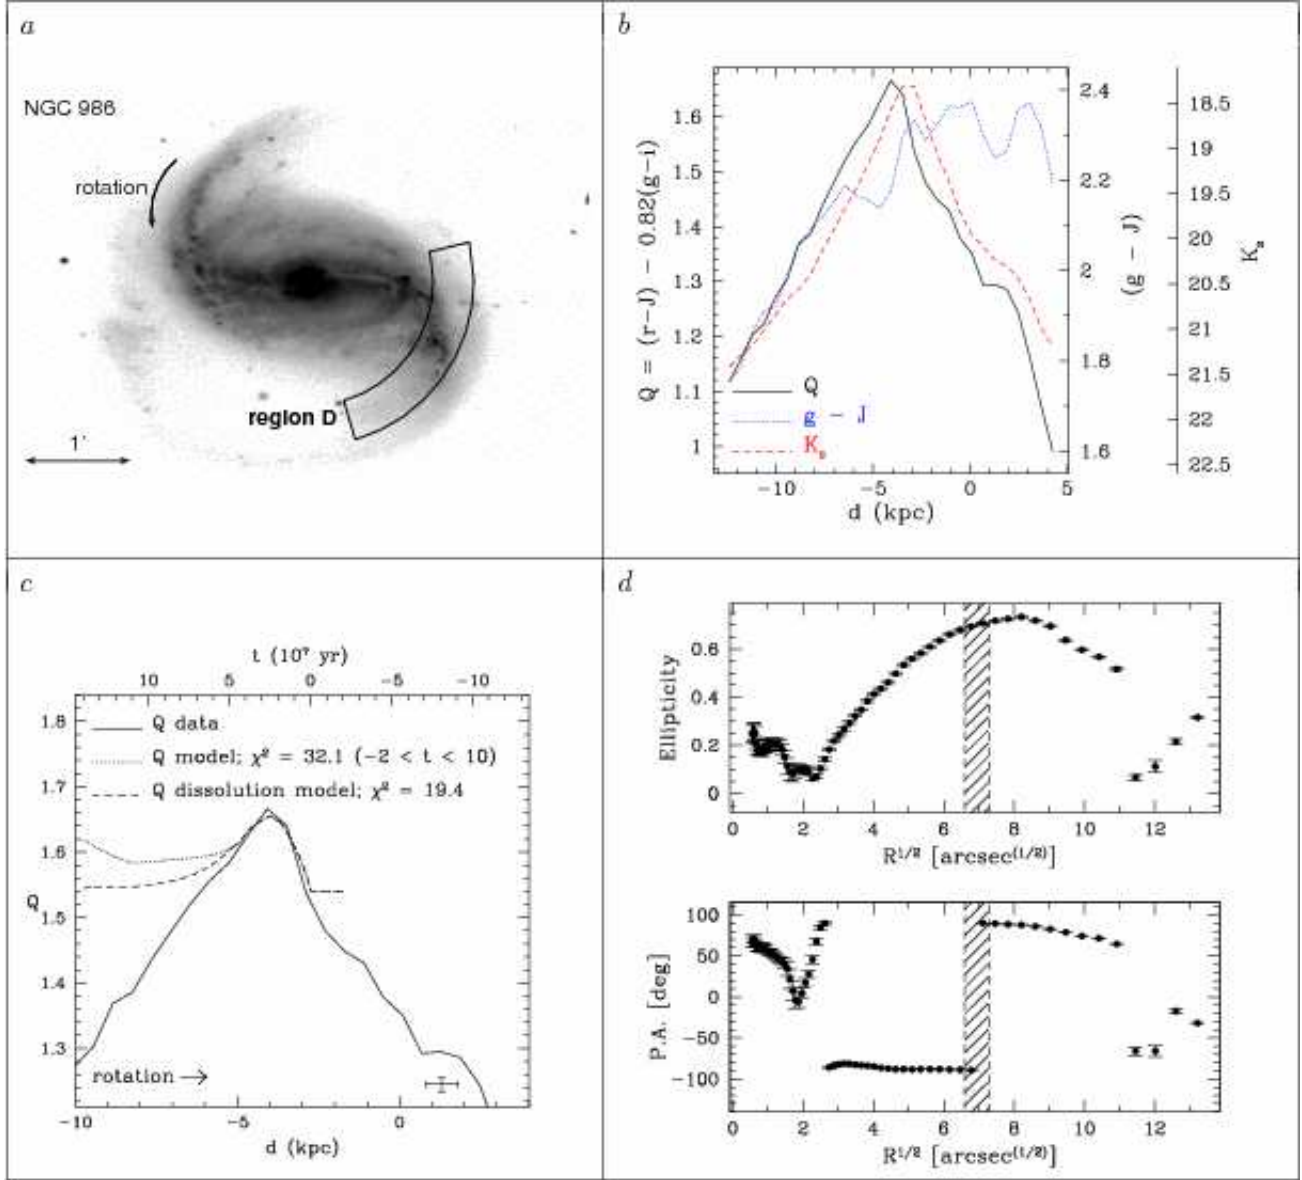 a
NGC 986
rotation
region D
1'
b
Q = (r-J) - 0.82(g-i)
1.6
1.5
1.4
1.3
1.2
1.1
1
Q
g - J
Kₛ
-10
-5
0
5
d (kpc)
2.4
2.2
2
1.8
1.6
(g - J)
18.5
19
19.5
20
20.5
21
21.5
22
22.5
Kₛ
c
t (10⁷ yr)
10
5
0
-5
-10
Q data
Q model; χ² = 32.1 (-2 < t < 10)
Q dissolution model; χ² = 19.4
1.8
1.7
1.6
1.5
1.4
1.3
Q
rotation →
-10
-5
0
d (kpc)
d
Ellipticity
0.6
0.4
0.2
0
0 2 4 6 8 10 12
R^1/2 [arcsec^(1/2)]
P.A. [deg]
100
50
0
-50
-100
0 2 4 6 8 10 12
R^1/2 [arcsec^(1/2)]